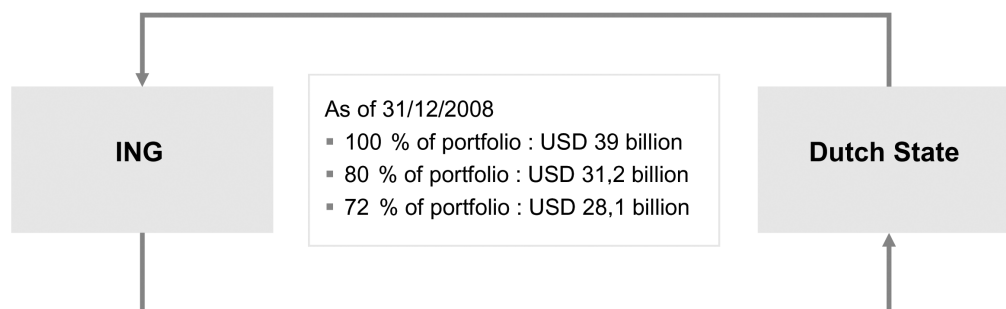 As of 31/12/2008
▪ 100 % of portfolio : USD 39 billion
ING
Dutch State
▪ 80 % of portfolio : USD 31,2 billion
▪ 72 % of portfolio : USD 28,1 billion